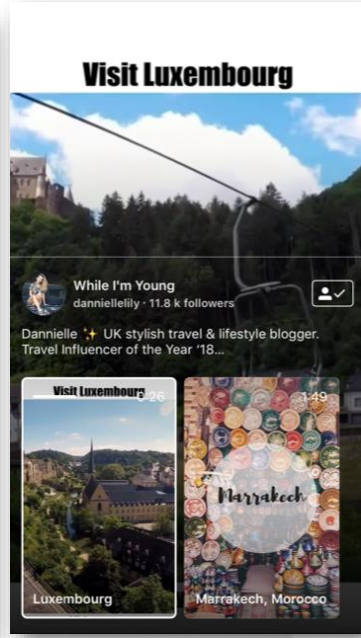 Visit Luxembourg
While I'm Young
danniellelily · 11.8 k followers
Dannielle ✨ UK stylish travel & lifestyle blogger.
Travel Influencer of the Year '18...
Visit Luxembourg
0:26
1:49
Marrakech
Luxembourg
Marrakech, Morocco